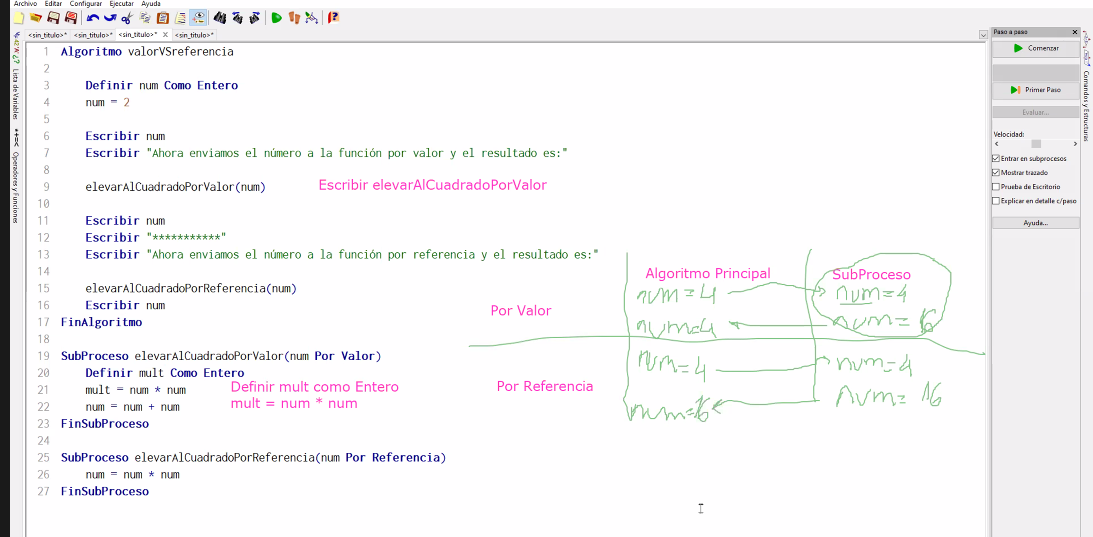 Archivo Editar Configurar Ejecutar Ayuda
<sin_titulo>* <sin_titulo>* <sin_titulo>* X <sin_titulo>*
1 Algoritmo valorVSreferencia
2
3 Definir num Como Entero
4 num = 2
5
6 Escribir num
7 Escribir "Ahora enviamos el número a la función por valor y el resultado es:"
8
9 elevarAlCuadradoPorValor(num) Escribir elevarAlCuadradoPorValor
10
11 Escribir num
12 Escribir "***********"
13 Escribir "Ahora enviamos el número a la función por referencia y el resultado es:"
14
15 elevarAlCuadradoPorReferencia(num)
16 Escribir num
17 FinAlgoritmo
18
19 SubProceso elevarAlCuadradoPorValor(num Por Valor)
20 Definir mult Como Entero
21 mult = num * num
22 num = num + num
23 FinSubProceso
24
25 SubProceso elevarAlCuadradoPorReferencia(num Por Referencia)
26 num = num * num
27 FinSubProceso
Definir mult como Entero
mult = num * num
Por Valor
Por Referencia
Algoritmo Principal SubProceso
num=4 num=4
num=4 num=16
num=4 num=4
num=16 num=16
Lista de Variables
Operadores y Funciones
Paso a paso
Comenzar
Primer Paso
Evaluar...
Velocidad:
Entrar en subprocesos
Mostrar trazado
Prueba de Escritorio
Explicar en detalle c/paso
Ayuda...
Comandos y Estructuras